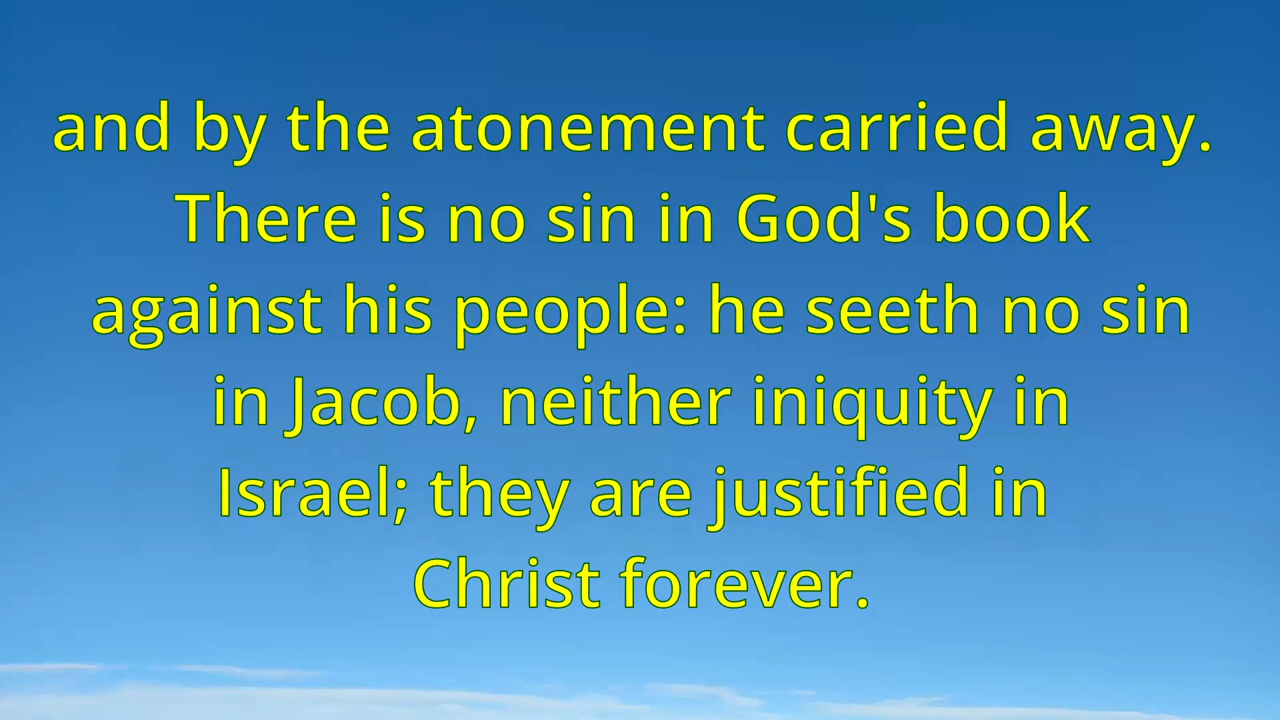 and by the atonement carried away.
There is no sin in God's book
against his people: he seeth no sin
in Jacob, neither iniquity in
Israel; they are justified in
Christ forever.